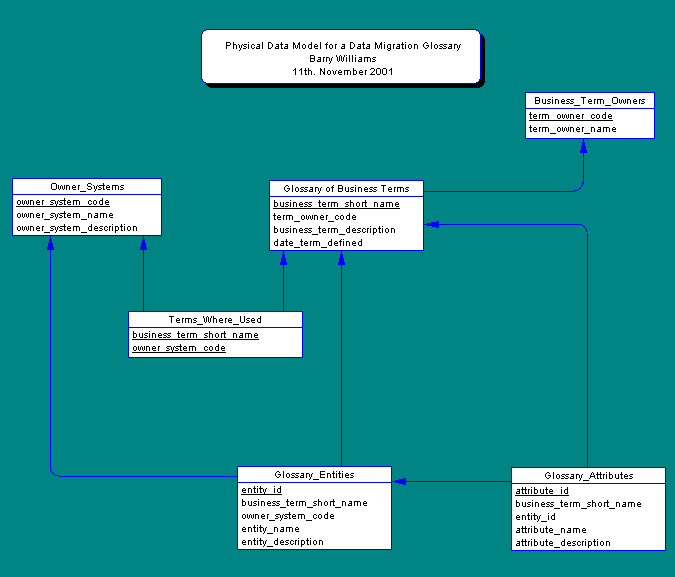 Physical Data Model for a Data Migration Glossary
Barry Williams
11th. November 2001
Business_Term_Owners
term_owner_code
term_owner_name
Owner_Systems
owner_system_code
owner_system_name
owner_system_description
Glossary of Business Terms
business_term_short_name
term_owner_code
business_term_description
date_term_defined
Terms_Where_Used
business_term_short_name
owner_system_code
Glossary_Entities
entity_id
business_term_short_name
owner_system_code
entity_name
entity_description
Glossary_Attributes
attribute_id
business_term_short_name
entity_id
attribute_name
attribute_description